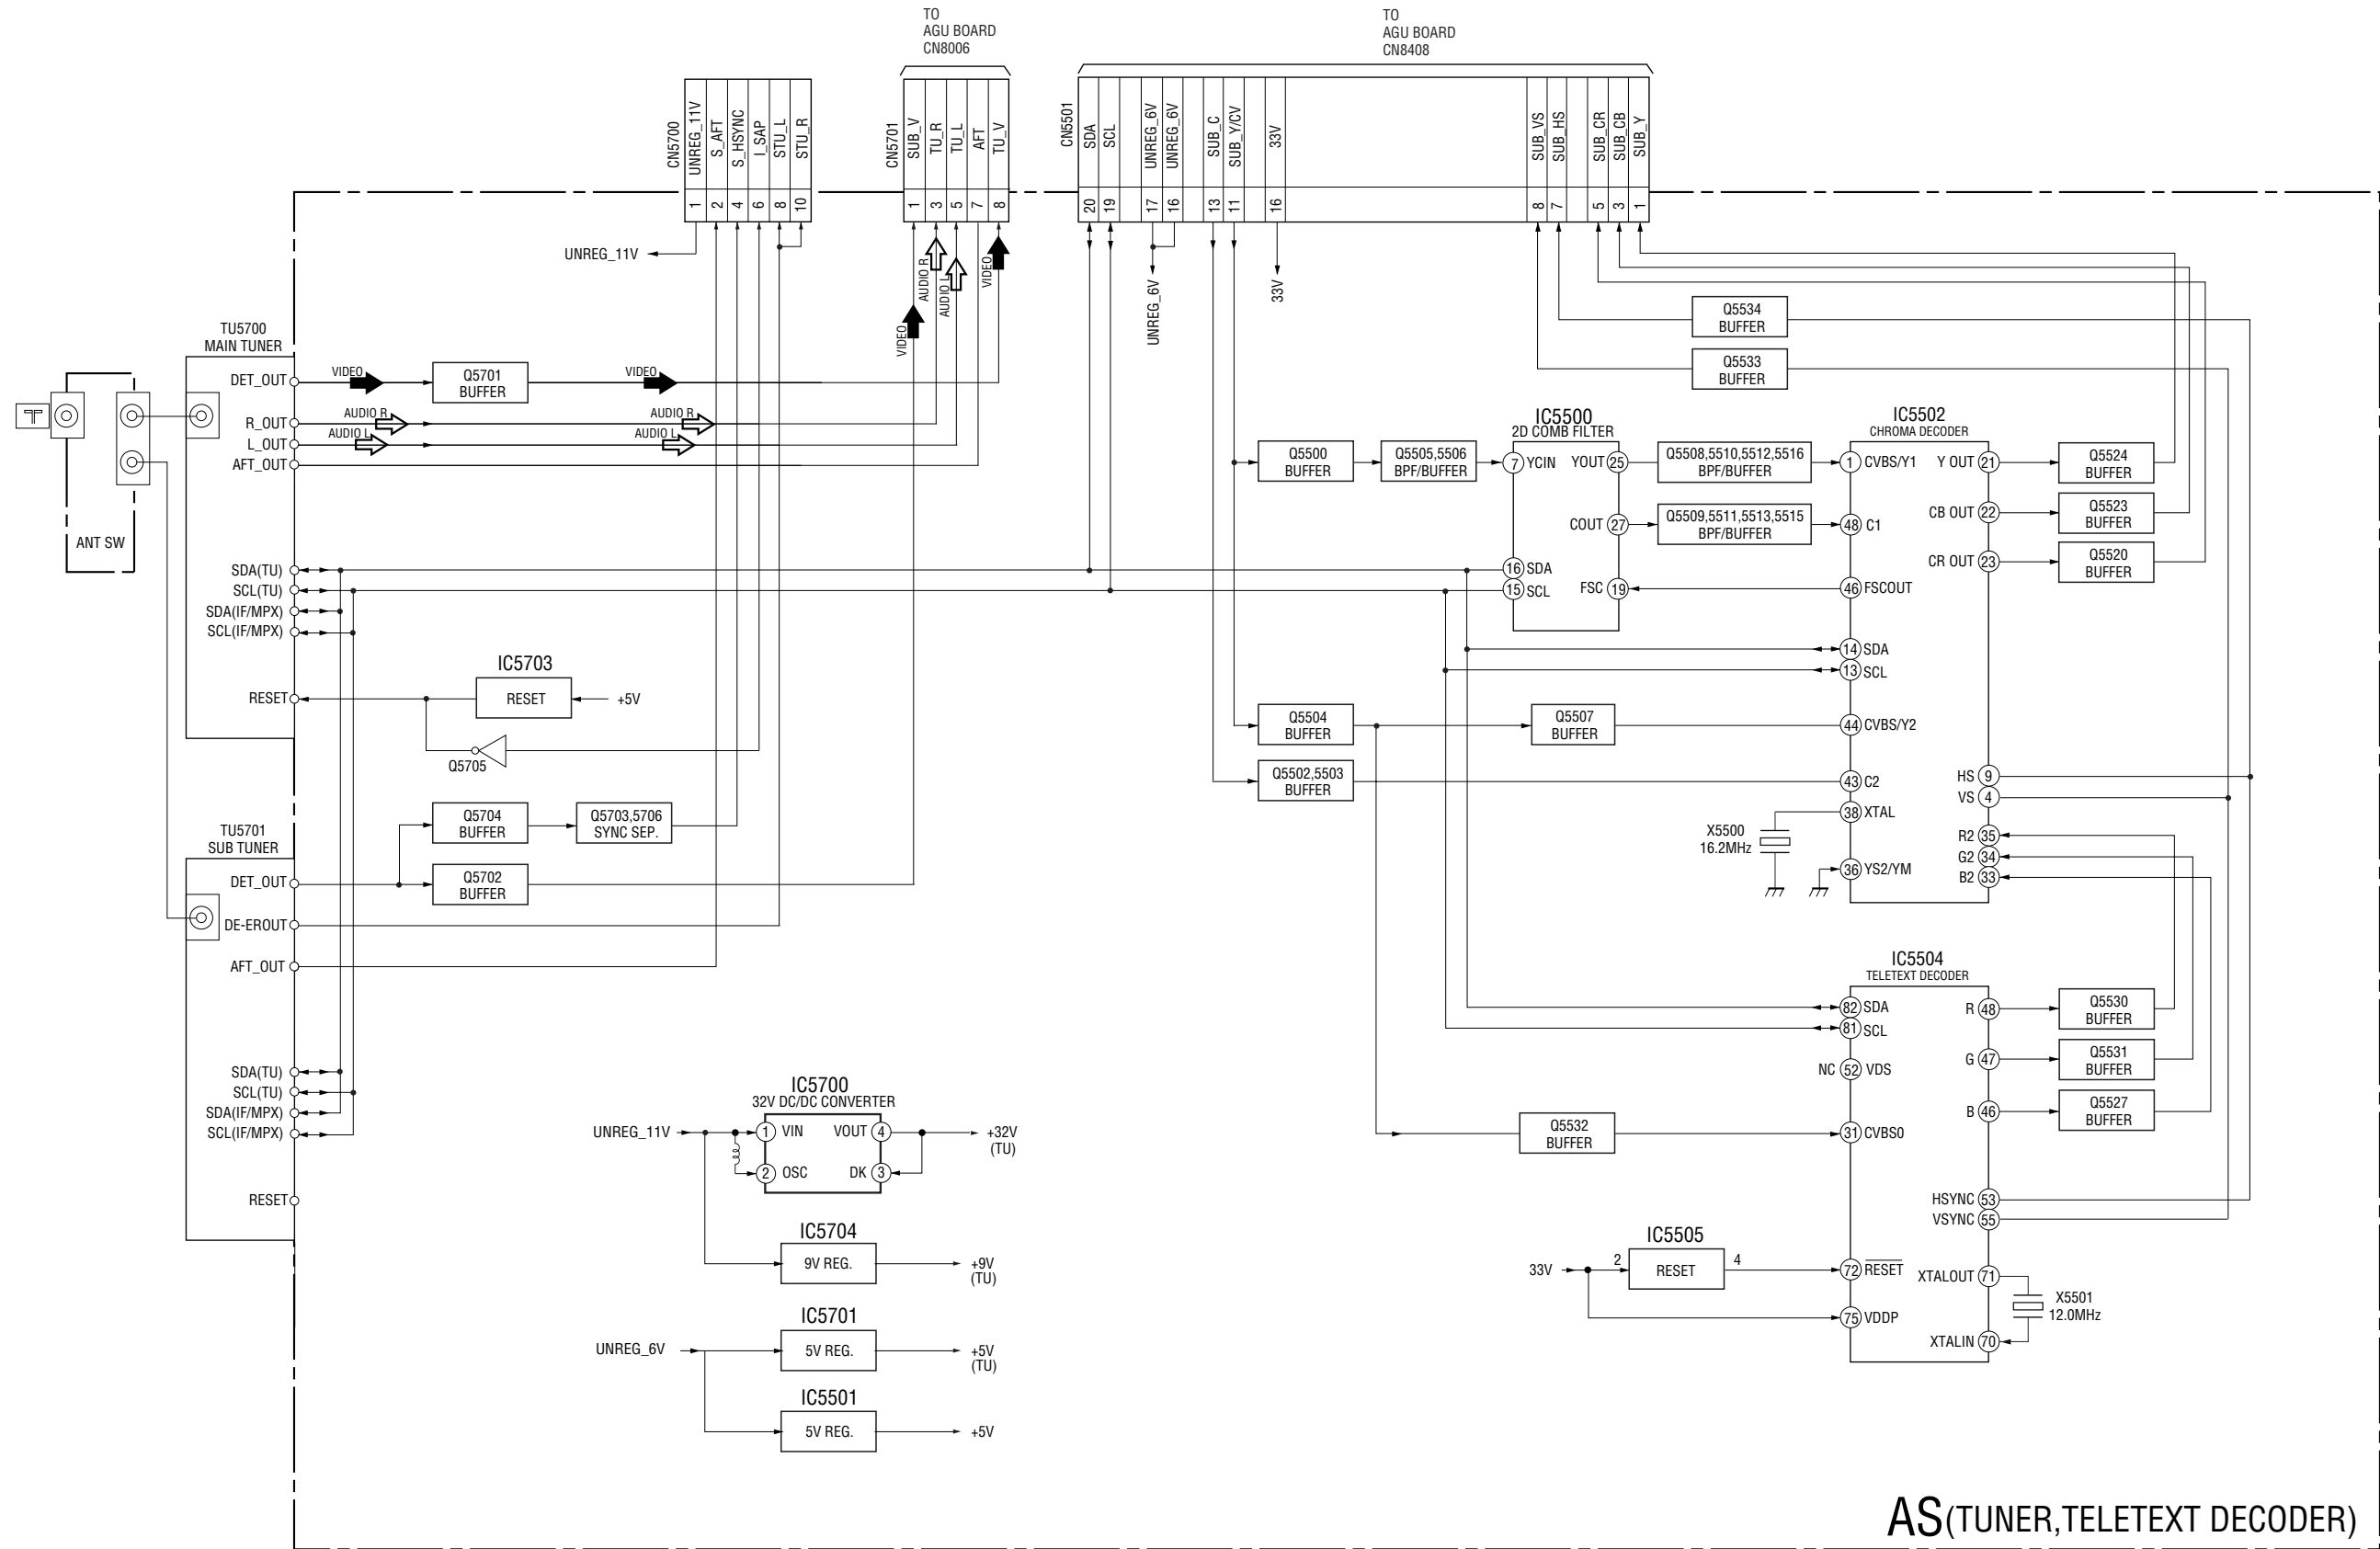 TO
AGU BOARD
CN8006
TO
AGU BOARD
CN8408
CN5700
UNREG_11V
S_AFT
S_HSYNC
I_SAP
STU_L
STU_R
1
2
4
6
8
10
CN5701
SUB_V
TU_R
TU_L
AFT
TU_V
1
3
5
7
8
CN5501
SDA
SCL
UNREG_6V
UNREG_6V
SUB_C
SUB_Y/CV
33V
SUB_VS
SUB_HS
SUB_CR
SUB_CB
SUB_Y
20
19
17
16
13
11
16
8
7
5
3
1
UNREG_11V
VIDEO
AUDIO R
AUDIO L
VIDEO
UNREG_6V
33V
Q5534
BUFFER
Q5533
BUFFER
TU5700
MAIN TUNER
DET_OUT
R_OUT
L_OUT
AFT_OUT
SDA(TU)
SCL(TU)
SDA(IF/MPX)
SCL(IF/MPX)
RESET
T
ANT SW
VIDEO
Q5701
BUFFER
VIDEO
AUDIO R
AUDIO R
AUDIO L
AUDIO L
IC5703
RESET
+5V
Q5705
Q5704
BUFFER
Q5703,5706
SYNC SEP.
Q5702
BUFFER
TU5701
SUB TUNER
DET_OUT
DE-EROUT
AFT_OUT
SDA(TU)
SCL(TU)
SDA(IF/MPX)
SCL(IF/MPX)
RESET
Q5500
BUFFER
Q5505,5506
BPF/BUFFER
IC5500
2D COMB FILTER
7 YCIN
YOUT 25
COUT 27
16 SDA
15 SCL
FSC 19
Q5508,5510,5512,5516
BPF/BUFFER
Q5509,5511,5513,5515
BPF/BUFFER
IC5502
CHROMA DECODER
1 CVBS/Y1
48 C1
46 FSCOUT
14 SDA
13 SCL
44 CVBS/Y2
43 C2
38 XTAL
36 YS2/YM
Y OUT 21
CB OUT 22
CR OUT 23
HS 9
VS 4
R2 35
G2 34
B2 33
Q5524
BUFFER
Q5523
BUFFER
Q5520
BUFFER
Q5504
BUFFER
Q5507
BUFFER
Q5502,5503
BUFFER
X5500
16.2MHz
IC5504
TELETEXT DECODER
82 SDA
81 SCL
NC 52 VDS
31 CVBS0
72 RESET
75 VDDP
R 48
G 47
B 46
HSYNC 53
VSYNC 55
XTALOUT 71
XTALIN 70
Q5530
BUFFER
Q5531
BUFFER
Q5527
BUFFER
Q5532
BUFFER
X5501
12.0MHz
33V
2
IC5505
RESET
4
IC5700
32V DC/DC CONVERTER
UNREG_11V
1 VIN
VOUT 4
2 OSC
DK 3
+32V
(TU)
IC5704
9V REG.
+9V
(TU)
IC5701
UNREG_6V
5V REG.
+5V
(TU)
IC5501
5V REG.
+5V
AS(TUNER,TELETEXT DECODER)